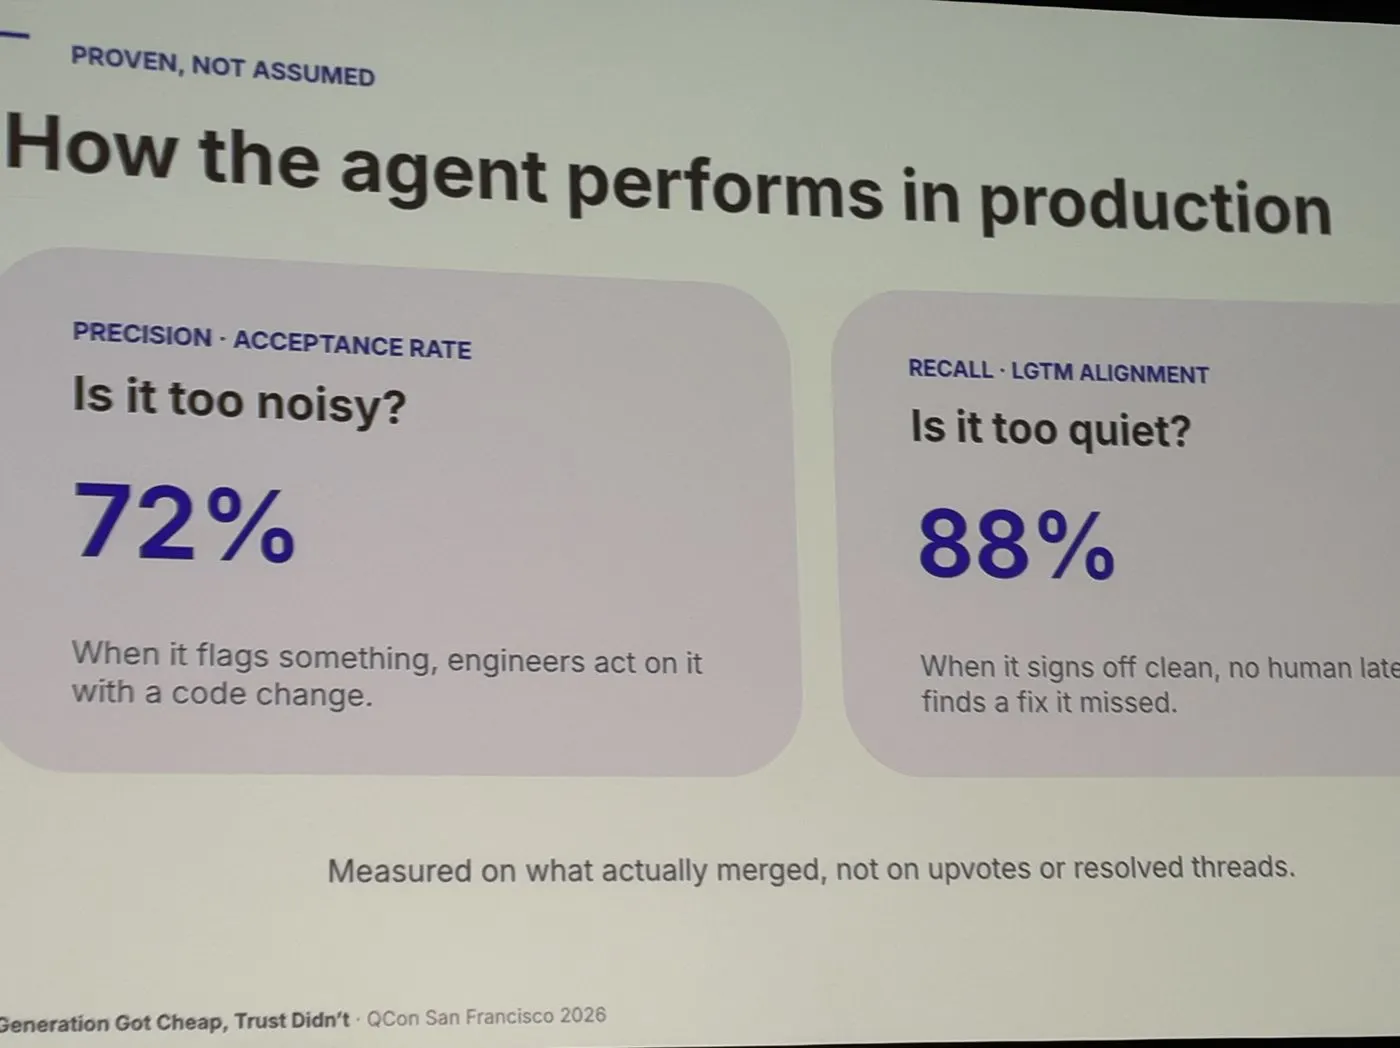 PROVEN, NOT ASSUMED
How the agent performs in production
PRECISION · ACCEPTANCE RATE
Is it too noisy?
72%
When it flags something, engineers act on it
with a code change.
RECALL · LGTM ALIGNMENT
Is it too quiet?
88%
When it signs off clean, no human late
finds a fix it missed.
Measured on what actually merged, not on upvotes or resolved threads.
Generation Got Cheap, Trust Didn't · QCon San Francisco 2026